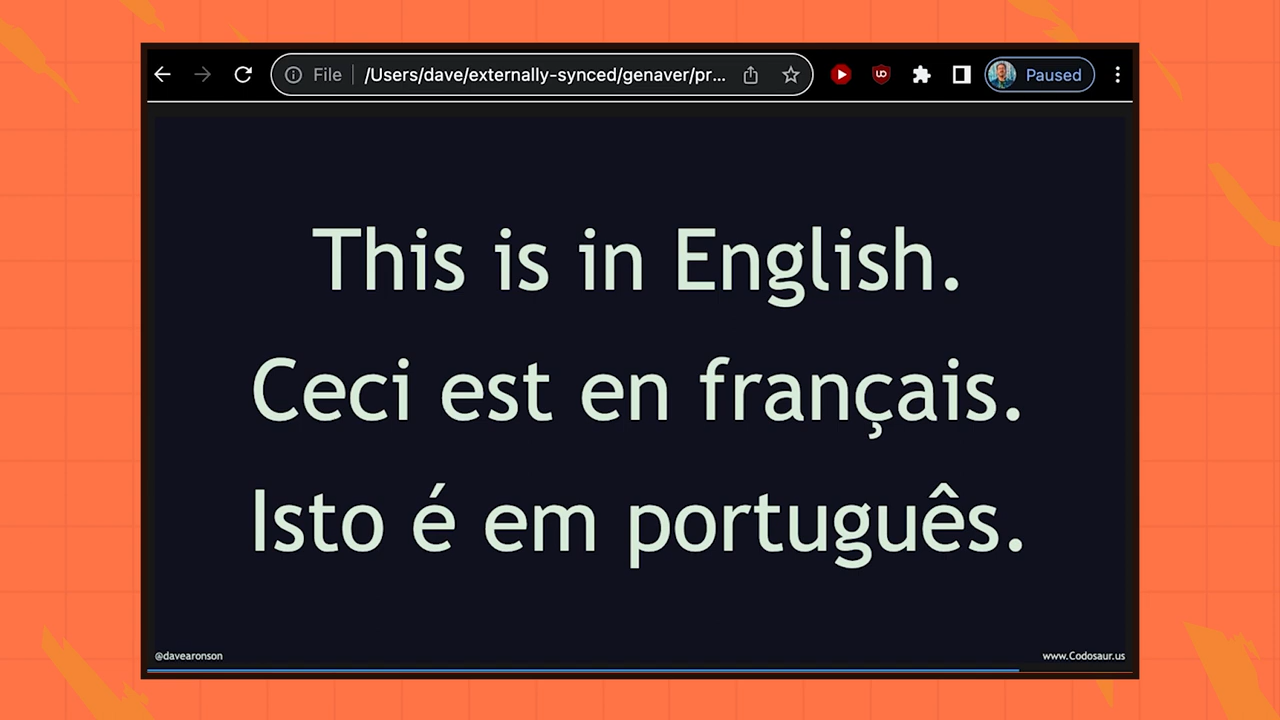 File /Users/dave/externally-synced/genaver/pr... Paused
This is in English.
Ceci est en français.
Isto é em português.
@davearonson www.Codosaur.us